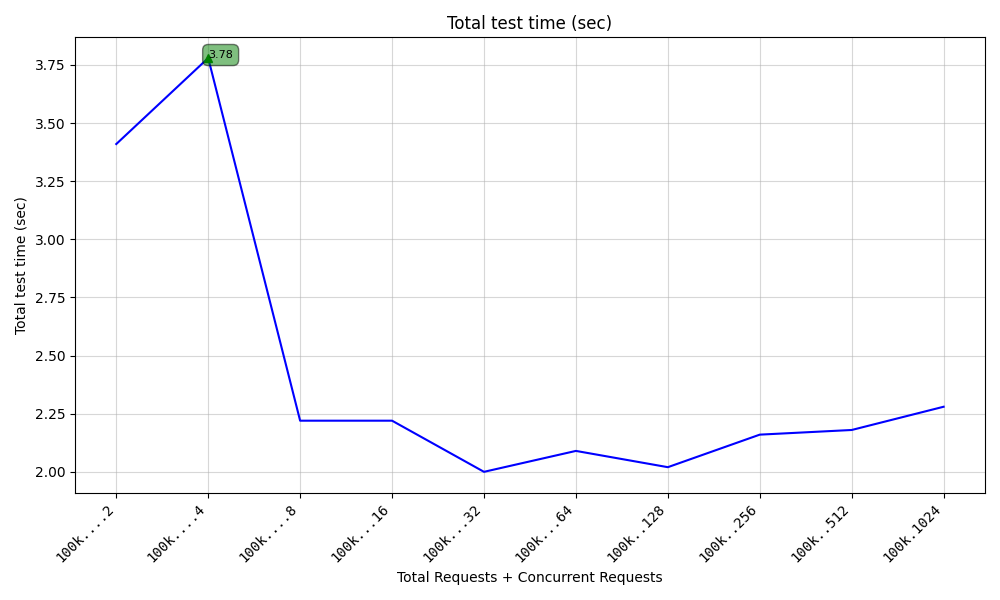 Total test time (sec)
3.78
Total test time (sec)
3.75
3.50
3.25
3.00
2.75
2.50
2.25
2.00
100k....2
100k....4
100k....8
100k...16
100k...32
100k...64
100k..128
100k..256
100k..512
100k.1024
Total Requests + Concurrent Requests